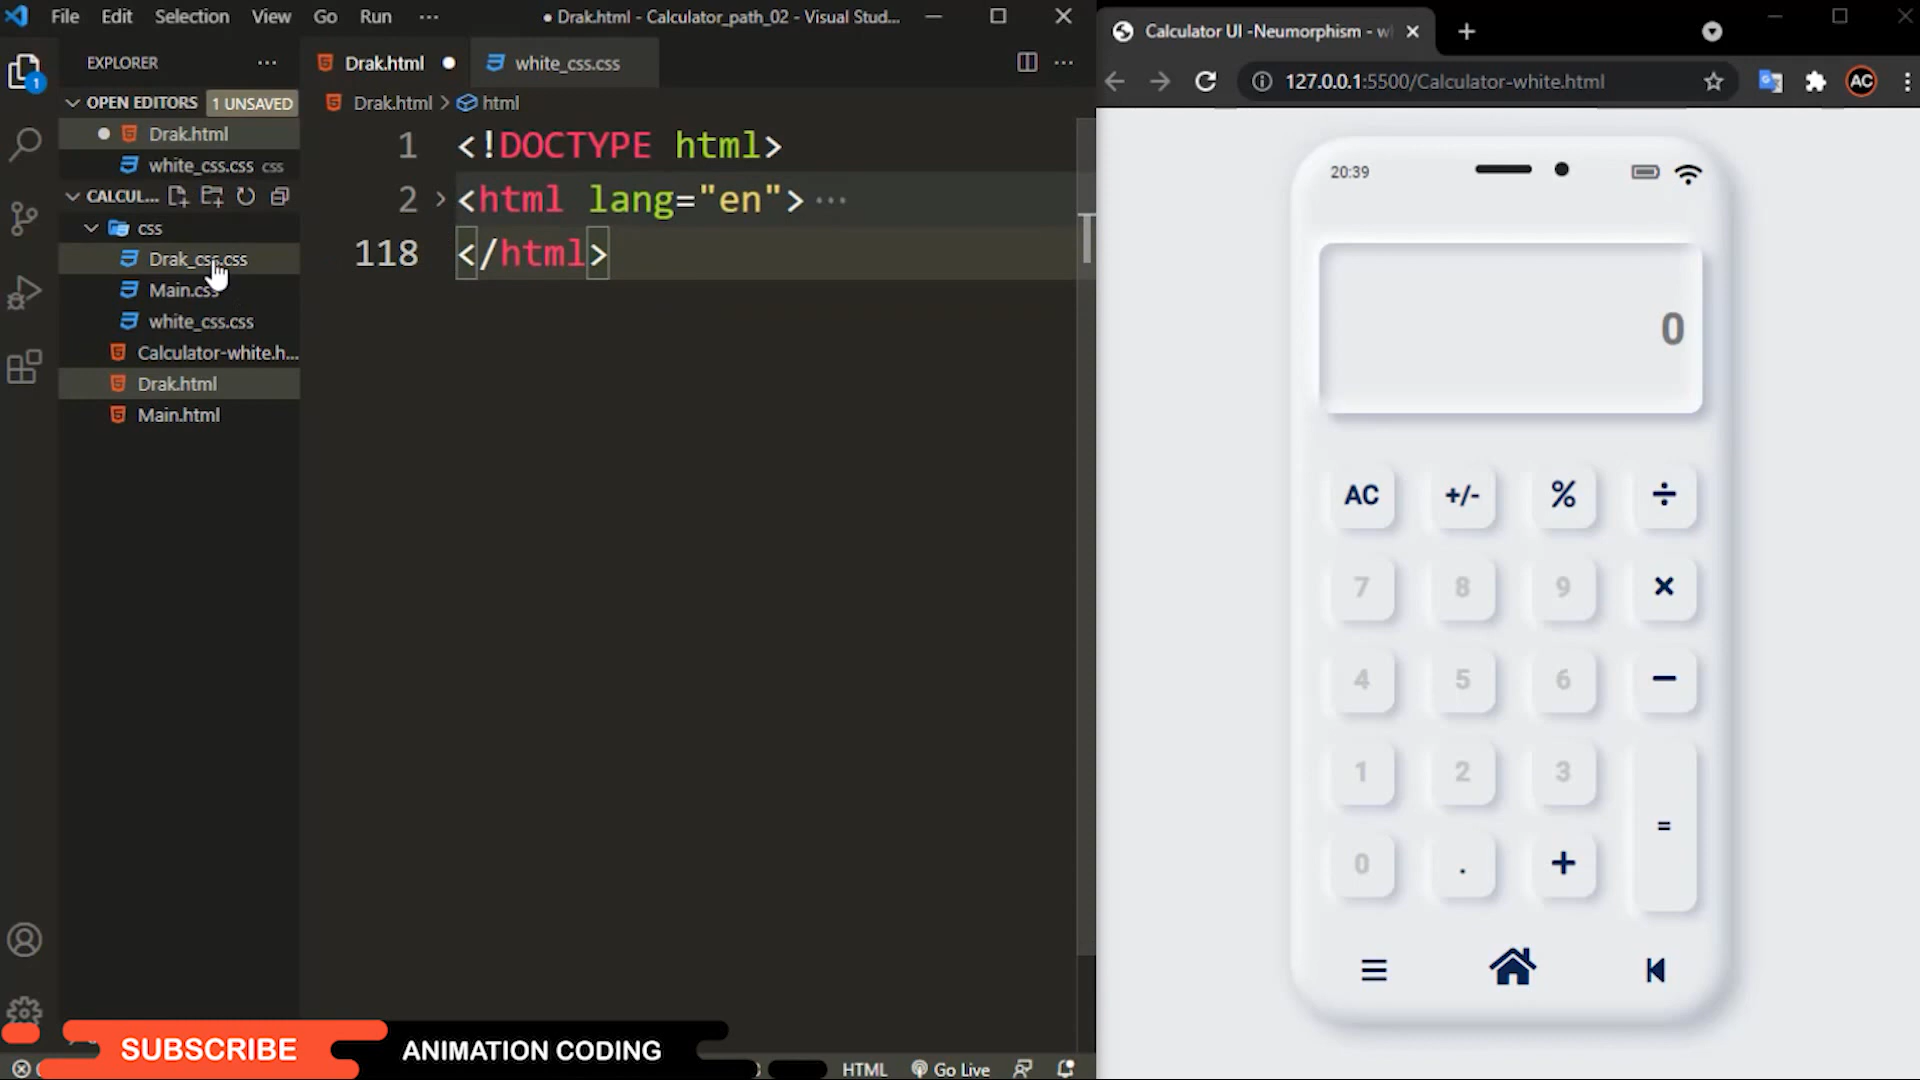 File Edit Selection View Go Run ···
● Drak.html - Calculator_path_02 - Visual Stud...
EXPLORER
OPEN EDITORS 1 UNSAVED
Drak.html
white_css.css css
CALCUL...
css
Drak_css.css
Main.css
white_css.css
Calculator-white.h...
Drak.html
Main.html
1
Drak.html
white_css.css
Drak.html > html
1 <!DOCTYPE html>
2 <html lang="en"> ···
118 </html>
HTML
Go Live
SUBSCRIBE
ANIMATION CODING
Calculator UI -Neumorphism - w
127.0.0.1:5500/Calculator-white.html
AC
20:39
0
AC +/- % ÷
7 8 9 ×
4 5 6 −
1 2 3
=
0 . +